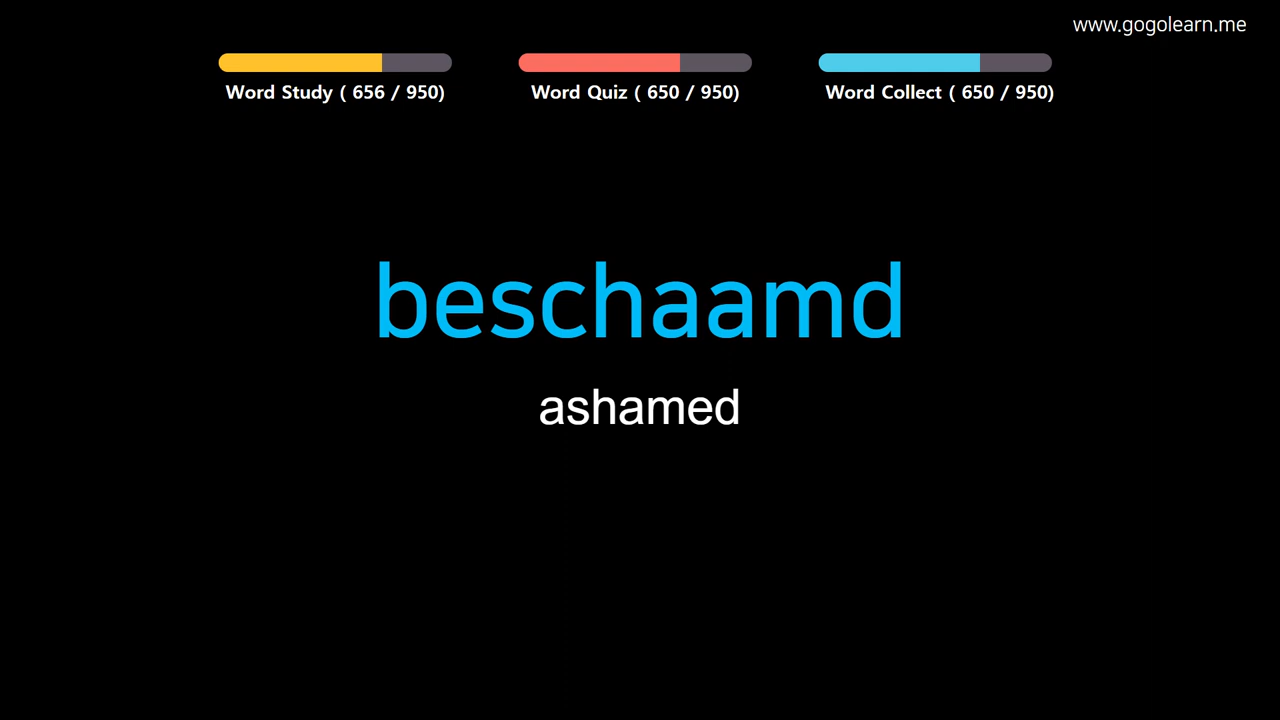 www.gogolearn.me
Word Study ( 656 / 950)
Word Quiz ( 650 / 950)
Word Collect ( 650 / 950)
beschaamd
ashamed